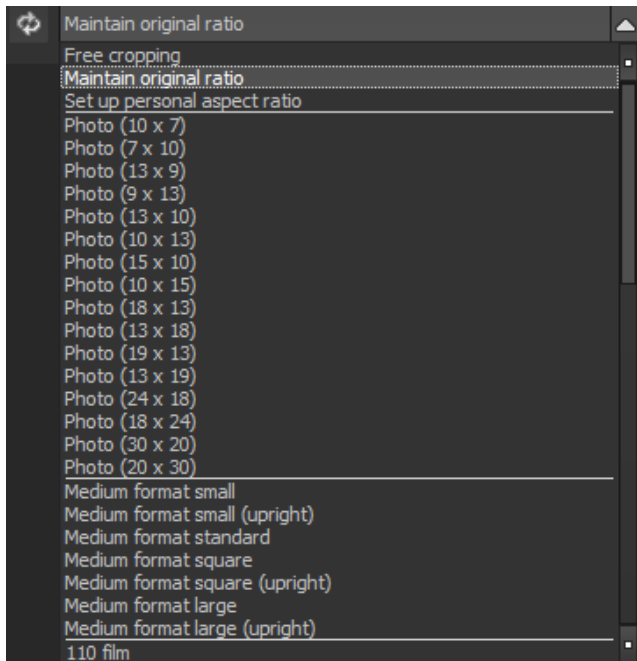 Maintain original ratio
Free cropping
Maintain original ratio
Set up personal aspect ratio
Photo (10 x 7)
Photo (7 x 10)
Photo (13 x 9)
Photo (9 x 13)
Photo (13 x 10)
Photo (10 x 13)
Photo (15 x 10)
Photo (10 x 15)
Photo (18 x 13)
Photo (13 x 18)
Photo (19 x 13)
Photo (13 x 19)
Photo (24 x 18)
Photo (18 x 24)
Photo (30 x 20)
Photo (20 x 30)
Medium format small
Medium format small (upright)
Medium format standard
Medium format square
Medium format square (upright)
Medium format large
Medium format large (upright)
110 film